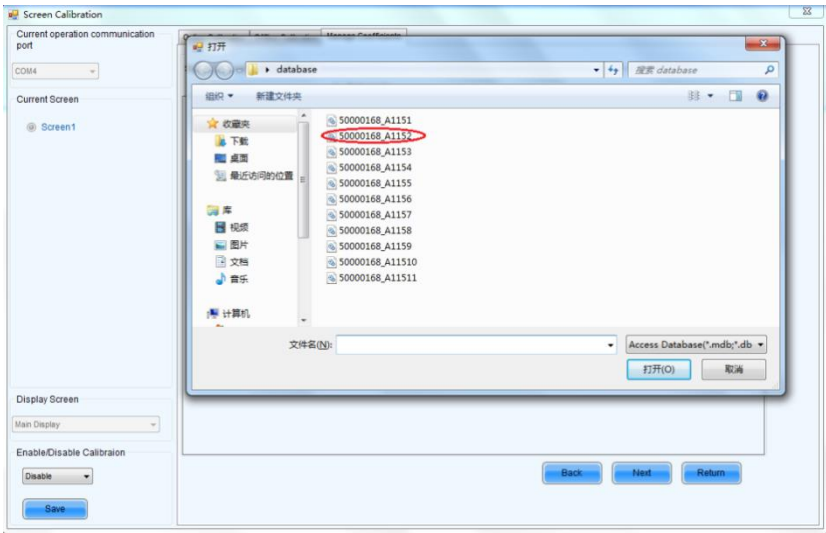 Screen Calibration
Current operation communication
port
COM4
Current Screen
Screen1
Display Screen
Main Display
Enable/Disable Calibraion
Disable
Save
Manage Coefficients
打开
database
搜索 database
组织
新建文件夹
收藏夹
下载
桌面
最近访问的位置
库
视频
图片
文档
音乐
计算机
50000168_A1151
50000168_A1152
50000168_A1153
50000168_A1154
50000168_A1155
50000168_A1156
50000168_A1157
50000168_A1158
50000168_A1159
50000168_A11510
50000168_A11511
文件名(N):
Access Database(*.mdb;*.db
打开(O)
取消
Back
Next
Return